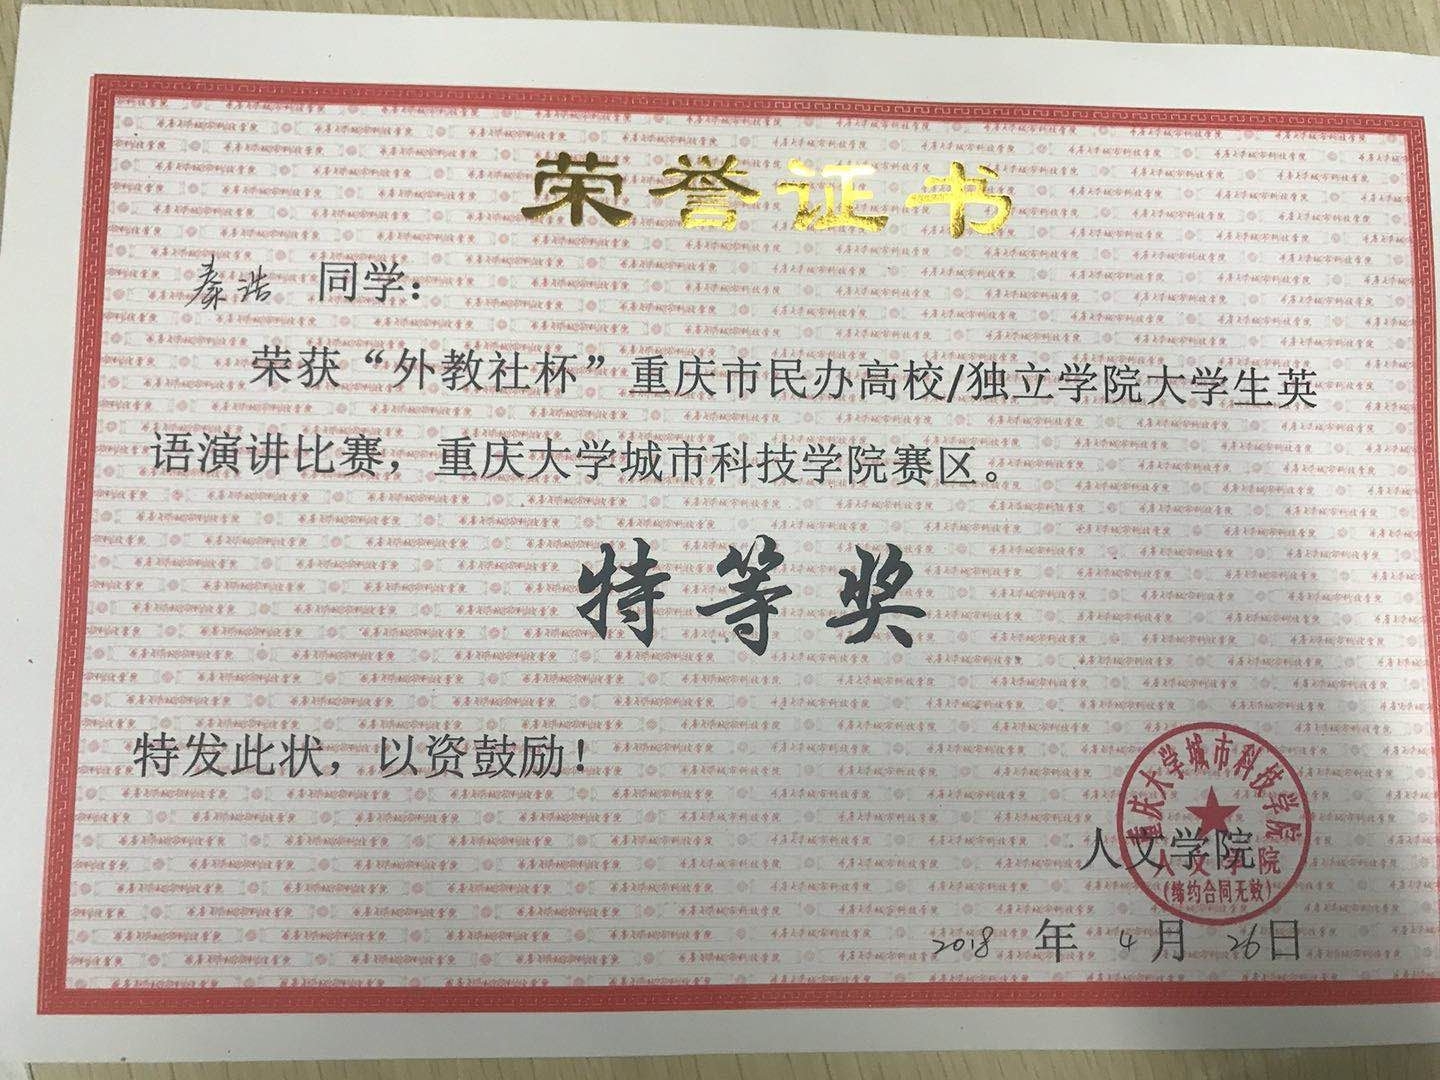 荣誉证书
秦浩 同学：
荣获“外教社杯”重庆市民办高校/独立学院大学生英
语演讲比赛，重庆大学城市科技学院赛区。
特等奖
特发此状，以资鼓励！
重庆大学城市科技学院
人文学院
人文学院
(缔约合同无效)
2018 年 4 月 26日